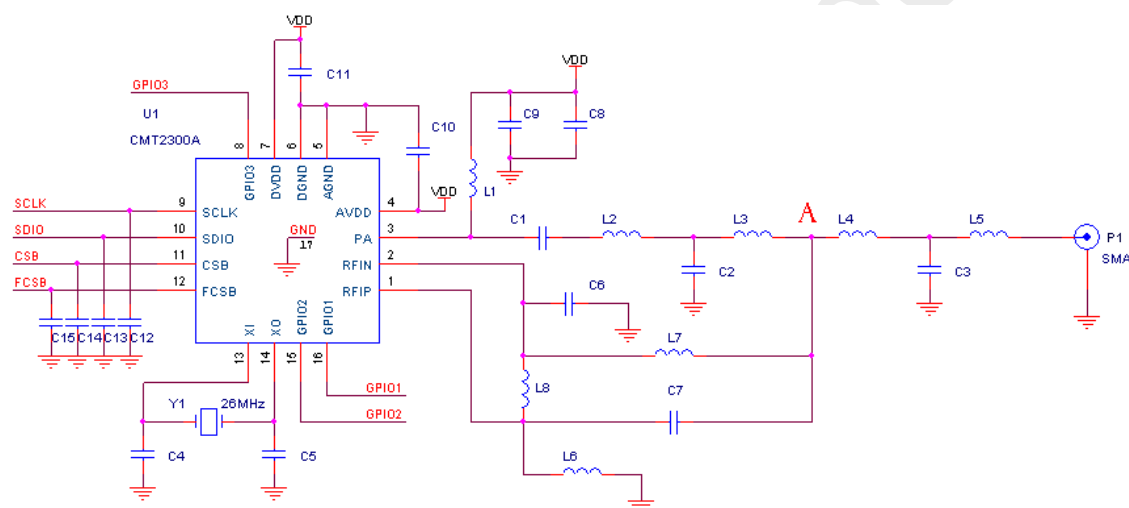 VDD
C11
VDD
GPIO3
U1
CMT2300A
C10
C9
C8
8
7
6
5
GPIO3
DVDD
DGND
AGND
L1
VDD
SCLK
9
SCLK
AVDD
4
SDIO
10
SDIO
GND
17
PA
3
C1
L2
L3
A
L4
L5
P1
SMA
CSB
11
CSB
RFIN
2
FCSB
12
FCSB
RFIP
1
C2
C3
C6
C15
C14
C13
C12
XI
XO
GPIO2
GPIO1
13
14
15
16
L7
L8
C7
GPIO1
GPIO2
Y1
26MHz
C4
C5
L6